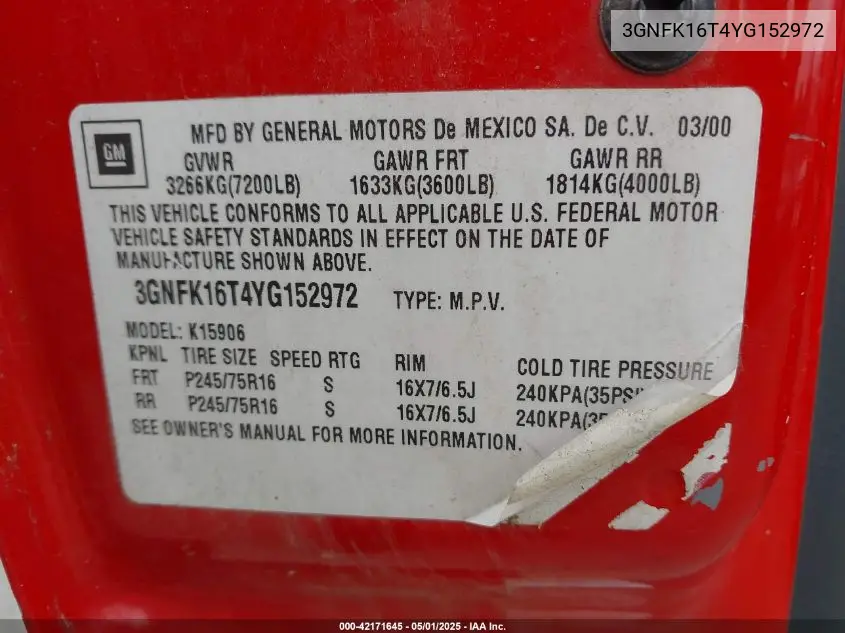 3GNFK16T4YG152972
GM
MFD BY GENERAL MOTORS De MEXICO SA. De C.V. 03/00
GVWR GAWR FRT GAWR RR
3266KG(7200LB) 1633KG(3600LB) 1814KG(4000LB)
THIS VEHICLE CONFORMS TO ALL APPLICABLE U.S. FEDERAL MOTOR
VEHICLE SAFETY STANDARDS IN EFFECT ON THE DATE OF
MANUFACTURE SHOWN ABOVE.
3GNFK16T4YG152972 TYPE: M.P.V.
MODEL: K15906
KPNL TIRE SIZE SPEED RTG RIM COLD TIRE PRESSURE
FRT P245/75R16 S 16X7/6.5J 240KPA(35PSI
RR P245/75R16 S 16X7/6.5J 240KPA(35
SEE OWNER'S MANUAL FOR MORE INFORMATION.
000-42171645 - 05/01/2025 - IAA Inc.